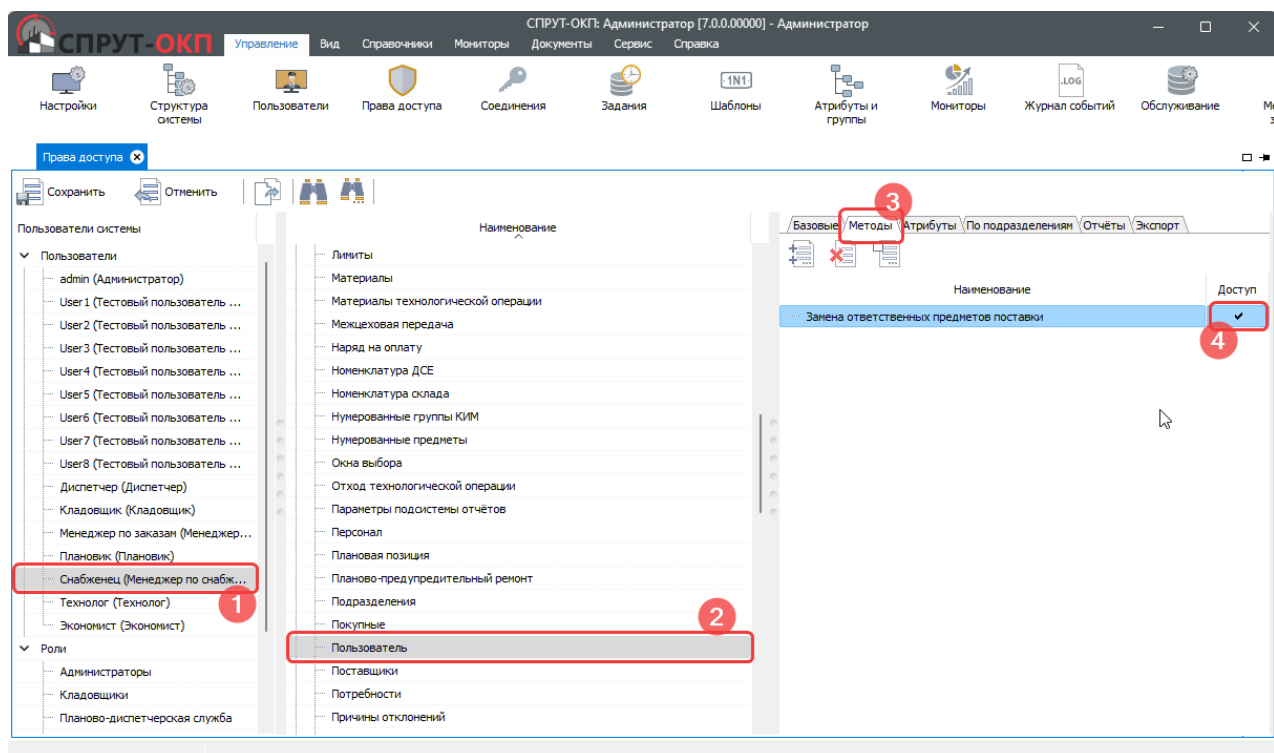 СПРУТ-ОКП: Администратор [7.0.0.00000] - Администратор
СПРУТ-ОКП
Управление Вид Справочники Мониторы Документы Сервис Справка
Настройки
Структура системы
Пользователи
Права доступа
Соединения
1N1
Задания
Шаблоны
Атрибуты и группы
Мониторы
.LOG
Журнал событий
Обслуживание
Права доступа
Сохранить Отменить
Пользователи системы
Пользователи
admin (Администратор)
User1 (Тестовый пользователь ...
User2 (Тестовый пользователь ...
User3 (Тестовый пользователь ...
User4 (Тестовый пользователь ...
User5 (Тестовый пользователь ...
User6 (Тестовый пользователь ...
User7 (Тестовый пользователь ...
User8 (Тестовый пользователь ...
Диспетчер (Диспетчер)
Кладовщик (Кладовщик)
Менеджер по заказам (Менеджер...
Плановик (Плановик)
Снабженец (Менеджер по снабж...
1
Технолог (Технолог)
Экономист (Экономист)
Роли
Администраторы
Кладовщики
Планово-диспетчерская служба
Наименование
Лимиты
Материалы
Материалы технологической операции
Межцеховая передача
Наряд на оплату
Номенклатура ДСЕ
Номенклатура склада
Нумерованные группы КИМ
Нумерованные предметы
Окна выбора
Отход технологической операции
Параметры подсистемы отчётов
Персонал
Плановая позиция
Планово-предупредительный ремонт
Подразделения
Покупные
2
Пользователь
Поставщики
Потребности
Причины отклонений
3
Базовые Методы Атрибуты По подразделениям Отчёты Экспорт
Наименование Доступ
Замена ответственных предметов поставки
4